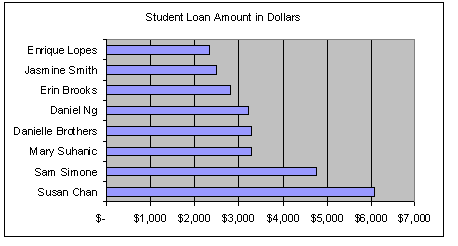 Student Loan Amount in Dollars
Enrique Lopes
Jasmine Smith
Erin Brooks
Daniel Ng
Danielle Brothers
Mary Suhanic
Sam Simone
Susan Chan
$- $1,000 $2,000 $3,000 $4,000 $5,000 $6,000 $7,000